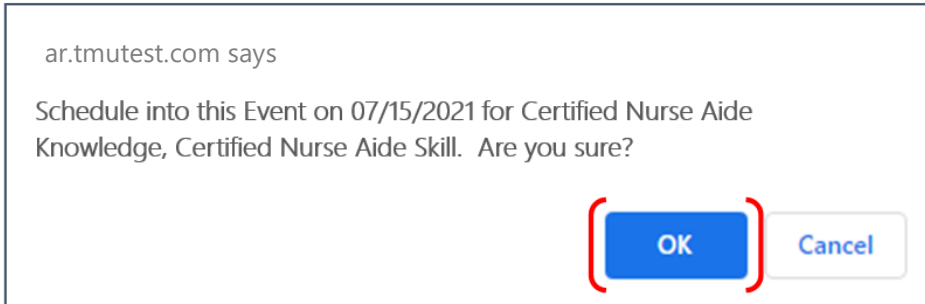 ar.tmutest.com says
Schedule into this Event on 07/15/2021 for Certified Nurse Aide
Knowledge, Certified Nurse Aide Skill.  Are you sure?
OK
Cancel